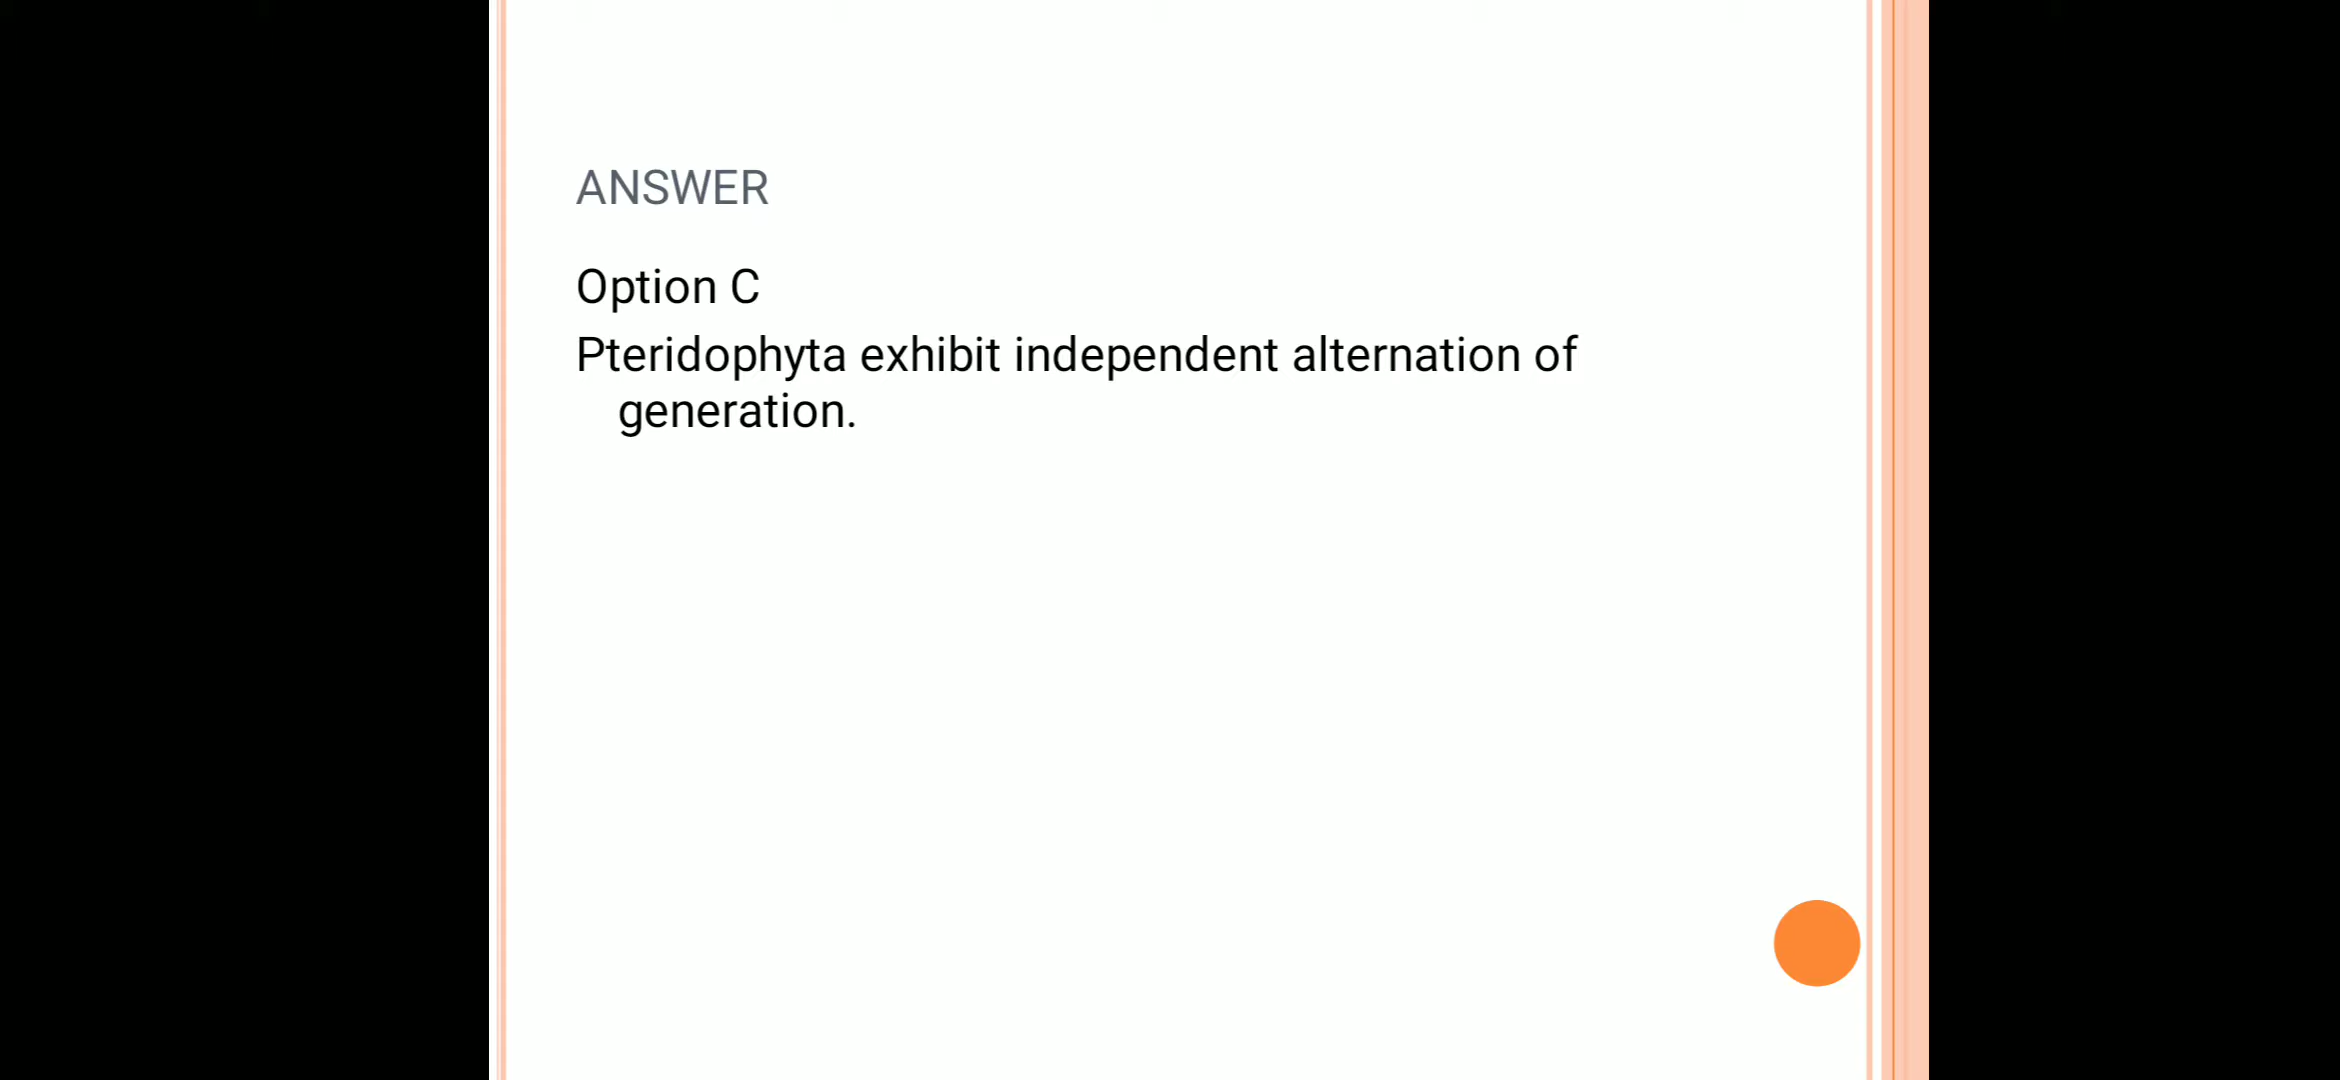 ANSWER
Option C
Pteridophyta exhibit independent alternation of
generation.